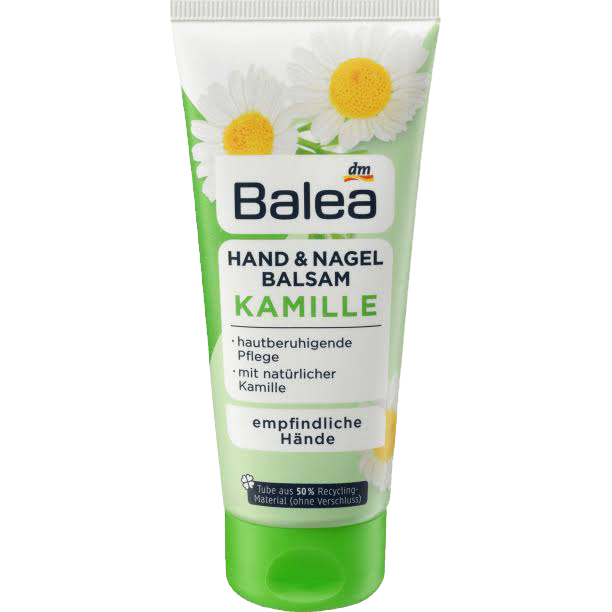 dm
Balea
HAND & NAGEL
BALSAM
KAMILLE
· hautberuhigende
Pflege
· mit natürlicher
Kamille
empfindliche
Hände
Tube aus 50% Recycling-
Material (ohne Verschluss)